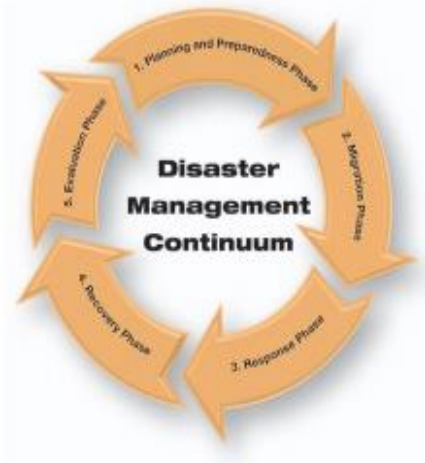 1. Planning and Preparedness Phase
2. Migration Phase
3. Response Phase
4. Recovery Phase
5. Evaluation Phase
Disaster
Management
Continuum